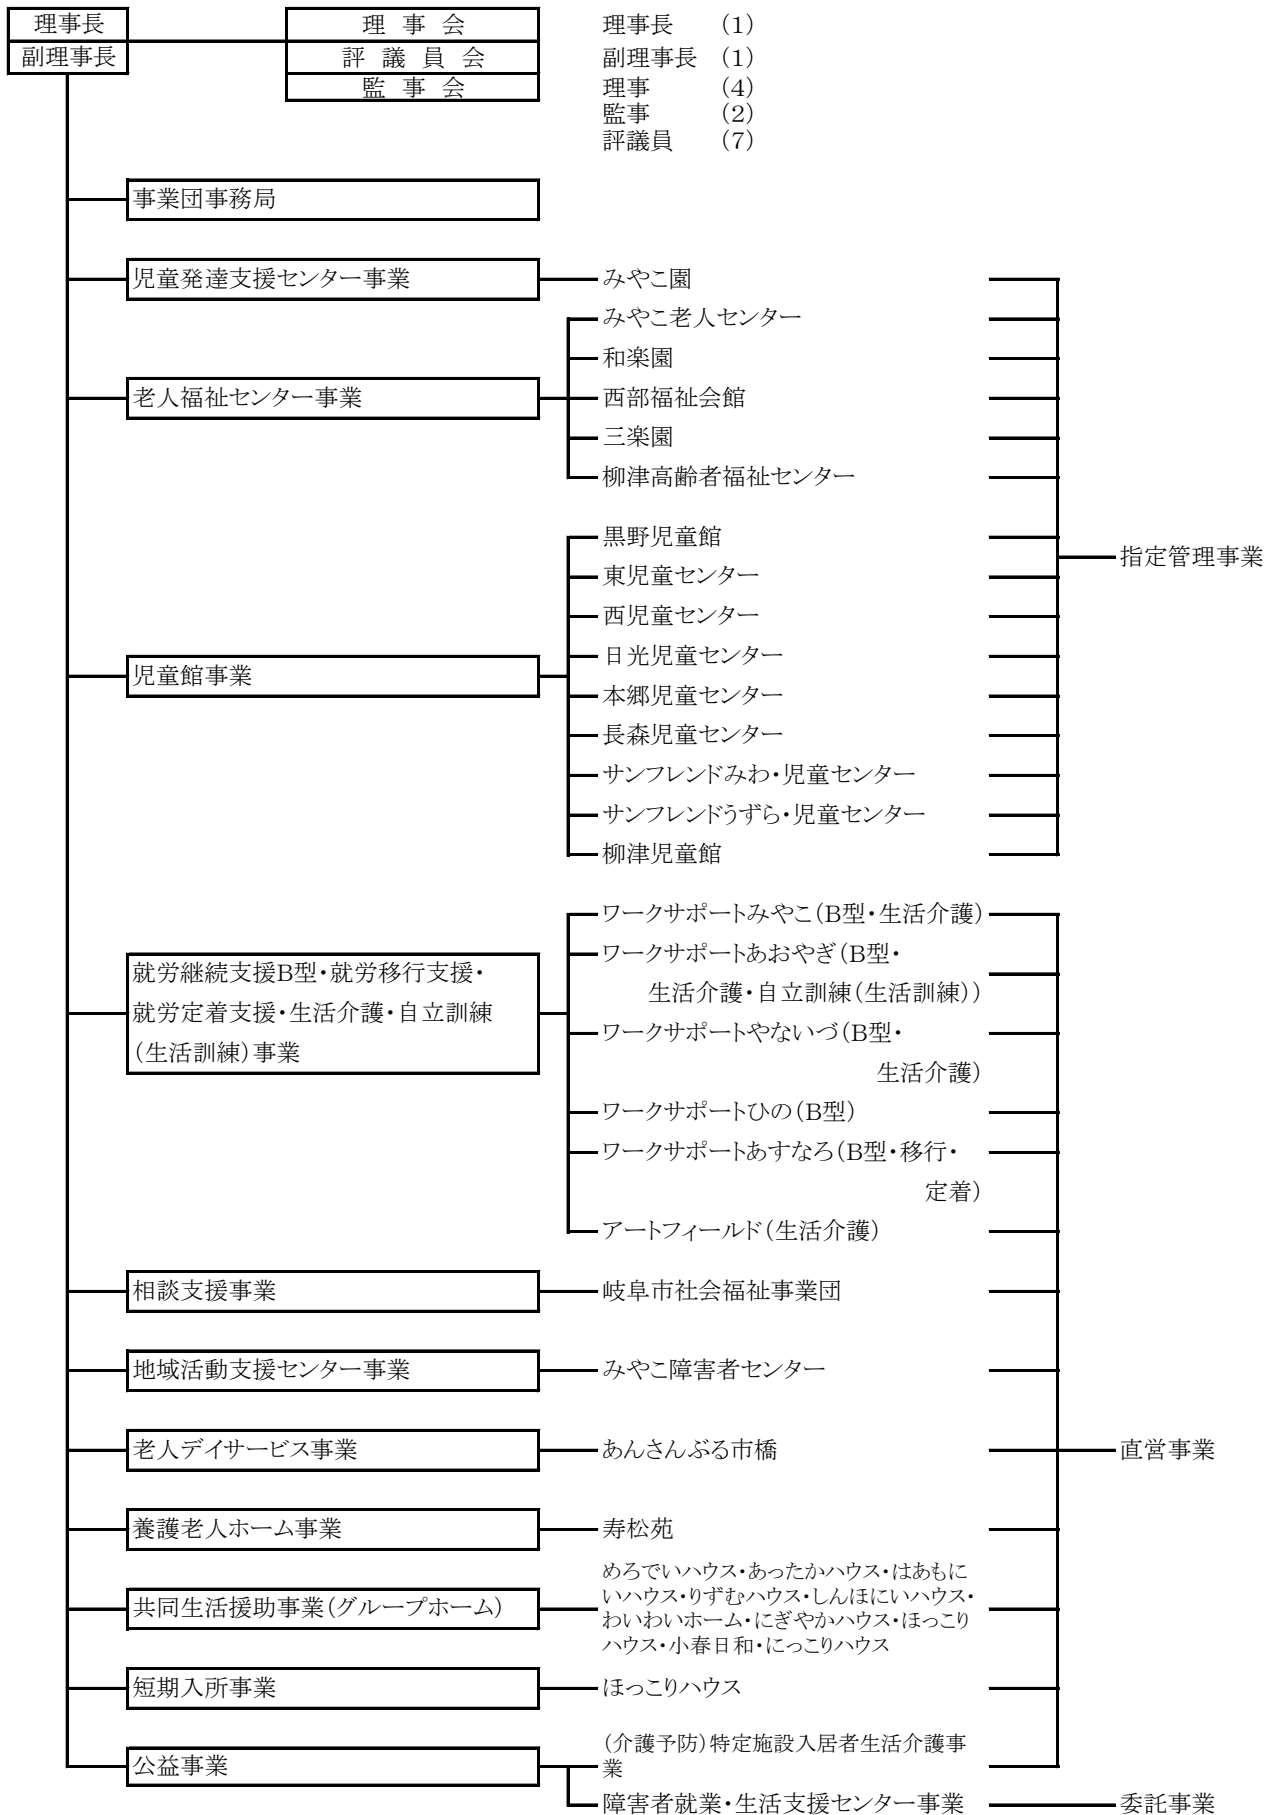 理事長
副理事長
理 事 会
評 議 員 会
監 事 会
理事長 (1)
副理事長 (1)
理事 (4)
監事 (2)
評議員 (7)
事業団事務局
児童発達支援センター事業
みやこ園
みやこ老人センター
和楽園
老人福祉センター事業
西部福祉会館
三楽園
柳津高齢者福祉センター
黒野児童館
指定管理事業
東児童センター
西児童センター
日光児童センター
児童館事業
本郷児童センター
長森児童センター
サンフレンドみわ・児童センター
サンフレンドうずら・児童センター
柳津児童館
就労継続支援B型・就労移行支援・
就労定着支援・生活介護・自立訓練
(生活訓練)事業
ワークサポートみやこ(B型・生活介護)
ワークサポートあおやぎ(B型・
生活介護・自立訓練(生活訓練))
ワークサポートやないづ(B型・
生活介護)
ワークサポートひの(B型)
ワークサポートあすなろ(B型・移行・
定着)
アートフィールド(生活介護)
相談支援事業
岐阜市社会福祉事業団
地域活動支援センター事業
みやこ障害者センター
老人デイサービス事業
あんさんぶる市橋
直営事業
養護老人ホーム事業
寿松苑
共同生活援助事業(グループホーム)
めろでいハウス・あったかハウス・はあもに
いハウス・りずむハウス・しんほにいハウス・
わいわいホーム・にぎやかハウス・ほっこり
ハウス・小春日和・にっこりハウス
短期入所事業
ほっこりハウス
公益事業
(介護予防)特定施設入居者生活介護事
業
障害者就業・生活支援センター事業
委託事業